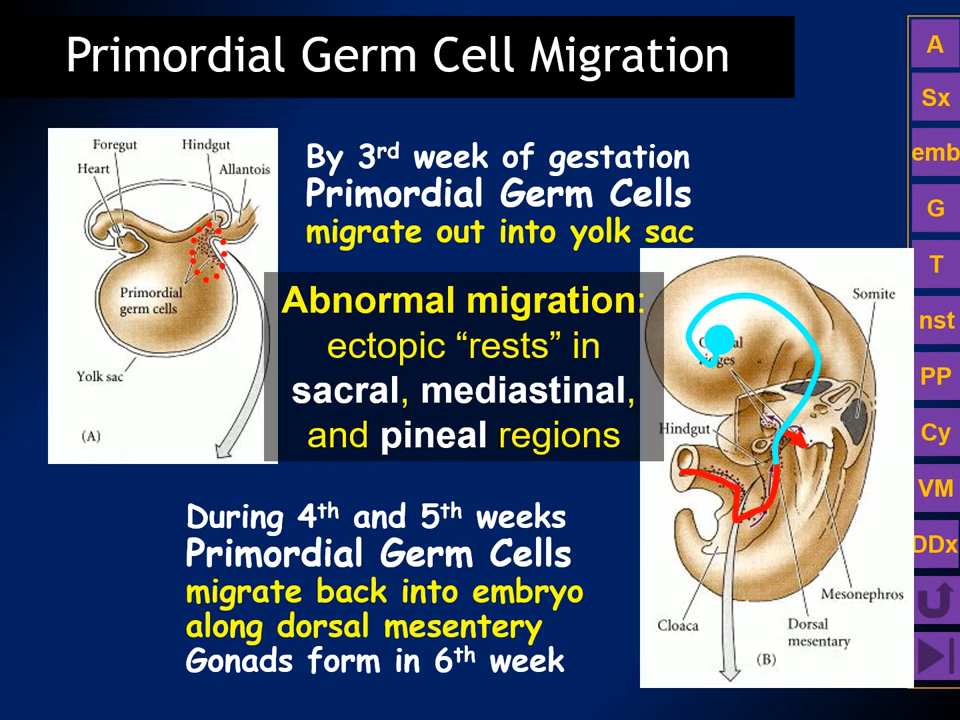 Primordial Germ Cell Migration
Foregut
Hindgut
Heart
Allantois
Primordial
germ cells
Yolk sac
(A)
By 3rd week of gestation
Primordial Germ Cells
migrate out into yolk sac
Abnormal migration:
ectopic “rests” in
sacral, mediastinal,
and pineal regions
During 4th and 5th weeks
Primordial Germ Cells
migrate back into embryo
along dorsal mesentery
Gonads form in 6th week
Somite
Hindgut
Mesonephros
Cloaca
Dorsal
mesentary
(B)
A
Sx
emb
G
T
nst
PP
Cy
VM
DDx